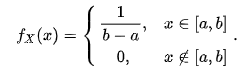 f_X(x) = { 1/(b − a), x ∈ [a, b]
0, x ∉ [a, b] .